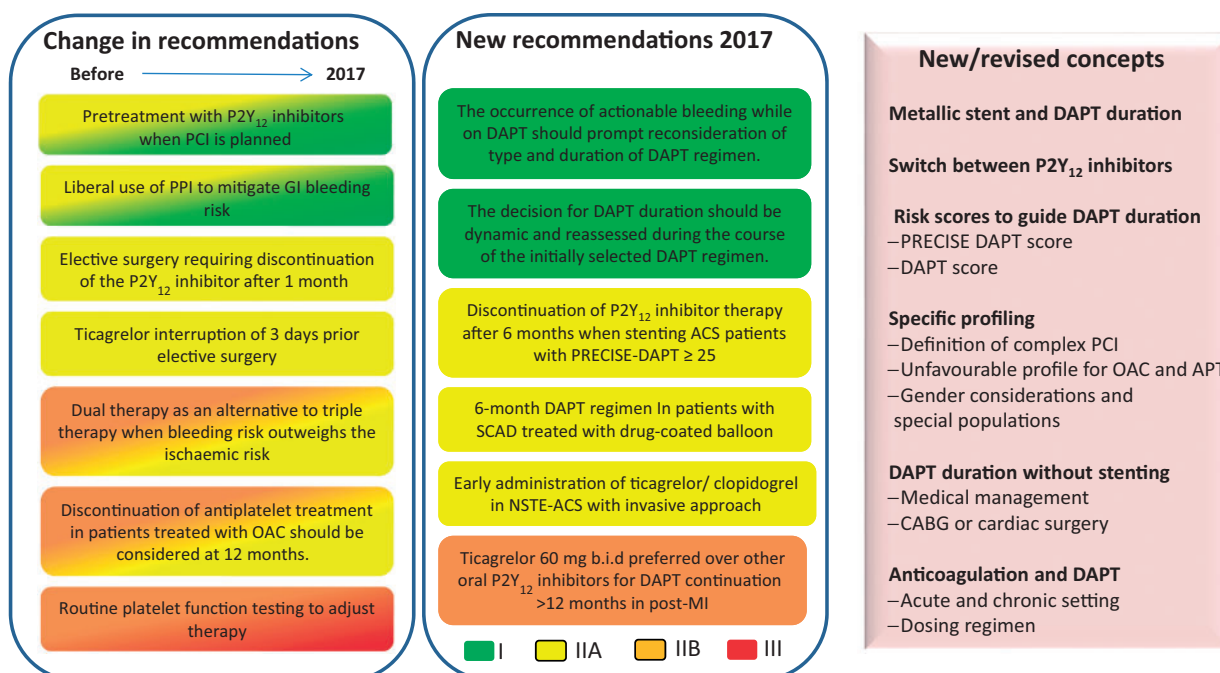 Change in recommendations
Before
2017
Pretreatment with P2Y₁₂ inhibitors
when PCI is planned
Liberal use of PPI to mitigate GI bleeding
risk
Elective surgery requiring discontinuation
of the P2Y₁₂ inhibitor after 1 month
Ticagrelor interruption of 3 days prior
elective surgery
Dual therapy as an alternative to triple
therapy when bleeding risk outweighs the
ischaemic risk
Discontinuation of antiplatelet treatment
in patients treated with OAC should be
considered at 12 months.
Routine platelet function testing to adjust
therapy
New recommendations 2017
The occurrence of actionable bleeding while
on DAPT should prompt reconsideration of
type and duration of DAPT regimen.
The decision for DAPT duration should be
dynamic and reassessed during the course
of the initially selected DAPT regimen.
Discontinuation of P2Y₁₂ inhibitor therapy
after 6 months when stenting ACS patients
with PRECISE-DAPT ≥ 25
6-month DAPT regimen In patients with
SCAD treated with drug-coated balloon
Early administration of ticagrelor/ clopidogrel
in NSTE-ACS with invasive approach
Ticagrelor 60 mg b.i.d preferred over other
oral P2Y₁₂ inhibitors for DAPT continuation
>12 months in post-MI
I IIA IIB III
New/revised concepts
Metallic stent and DAPT duration
Switch between P2Y₁₂ inhibitors
Risk scores to guide DAPT duration
–PRECISE DAPT score
–DAPT score
Specific profiling
–Definition of complex PCI
–Unfavourable profile for OAC and APT
–Gender considerations and
special populations
DAPT duration without stenting
–Medical management
–CABG or cardiac surgery
Anticoagulation and DAPT
–Acute and chronic setting
–Dosing regimen